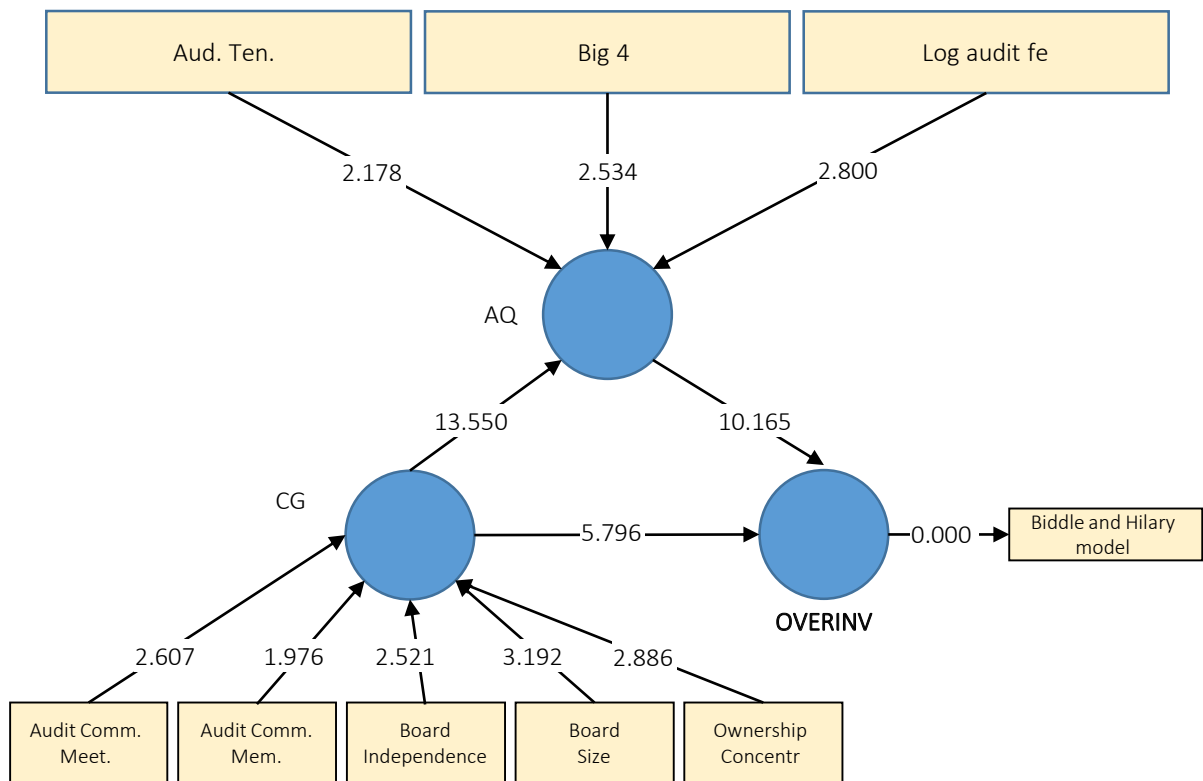 Aud. Ten.
Big 4
Log audit fe
2.178
2.534
2.800
AQ
13.550
10.165
CG
5.796
0.000
Biddle and Hilary
model
OVERINV
2.607
1.976
2.521
3.192
2.886
Audit Comm.
Meet.
Audit Comm.
Mem.
Board
Independence
Board
Size
Ownership
Concentr